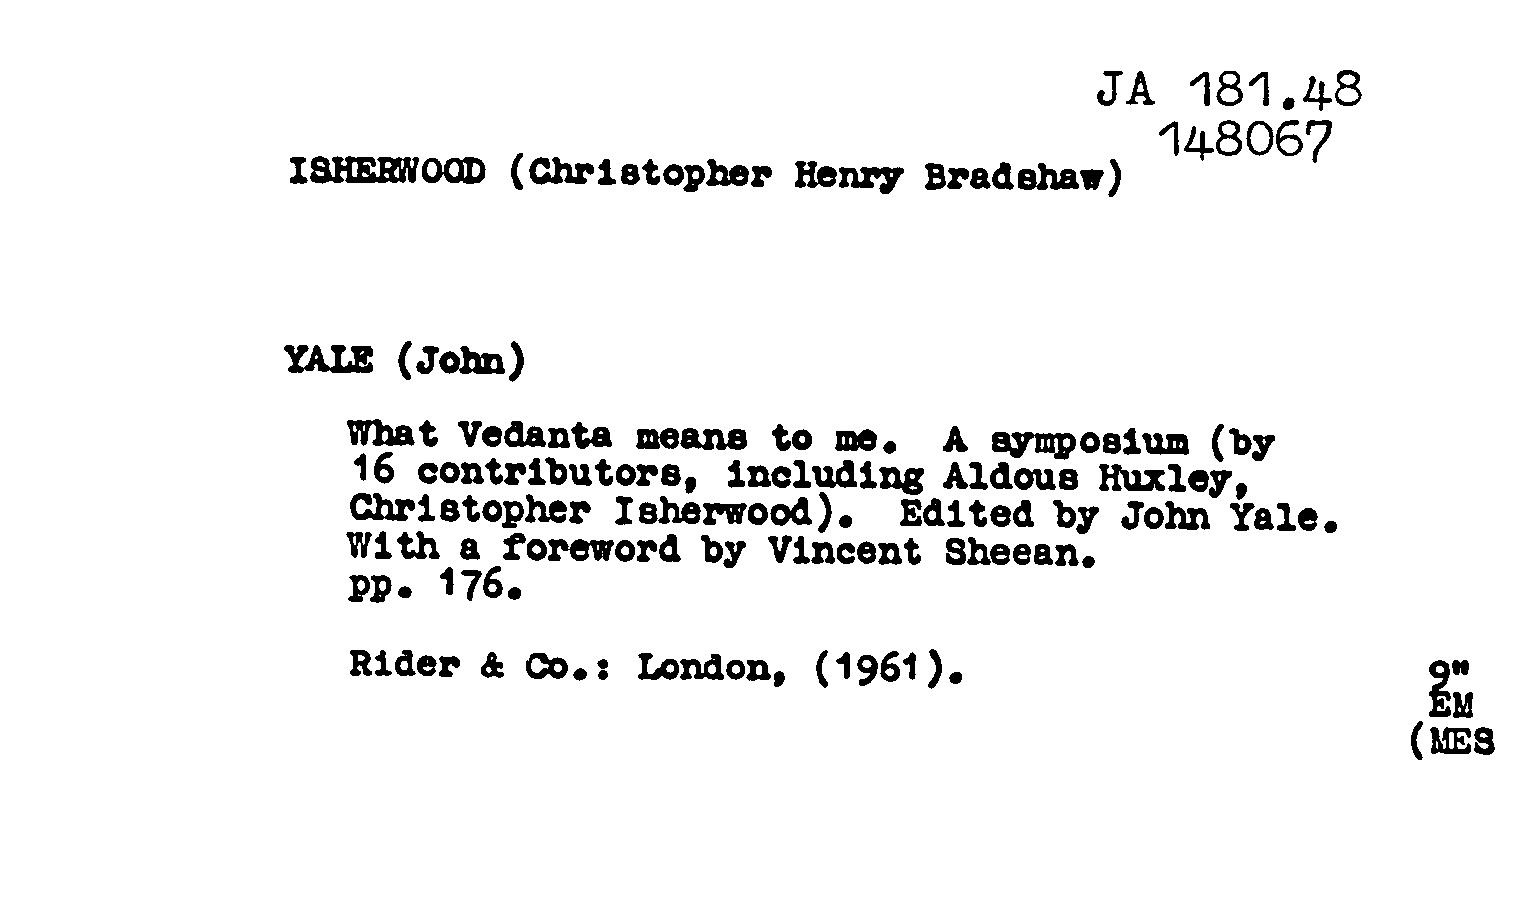 JA 181.48
148067
ISHERWOOD (Christopher Henry Bradshaw)
YALE (John)
What Vedanta means to me. A symposium (by
16 contributors, including Aldous Huxley,
Christopher Isherwood). Edited by John Yale.
With a foreword by Vincent Sheean.
pp. 176.
Rider & Co.: London, (1961).
9"
EM
(MES